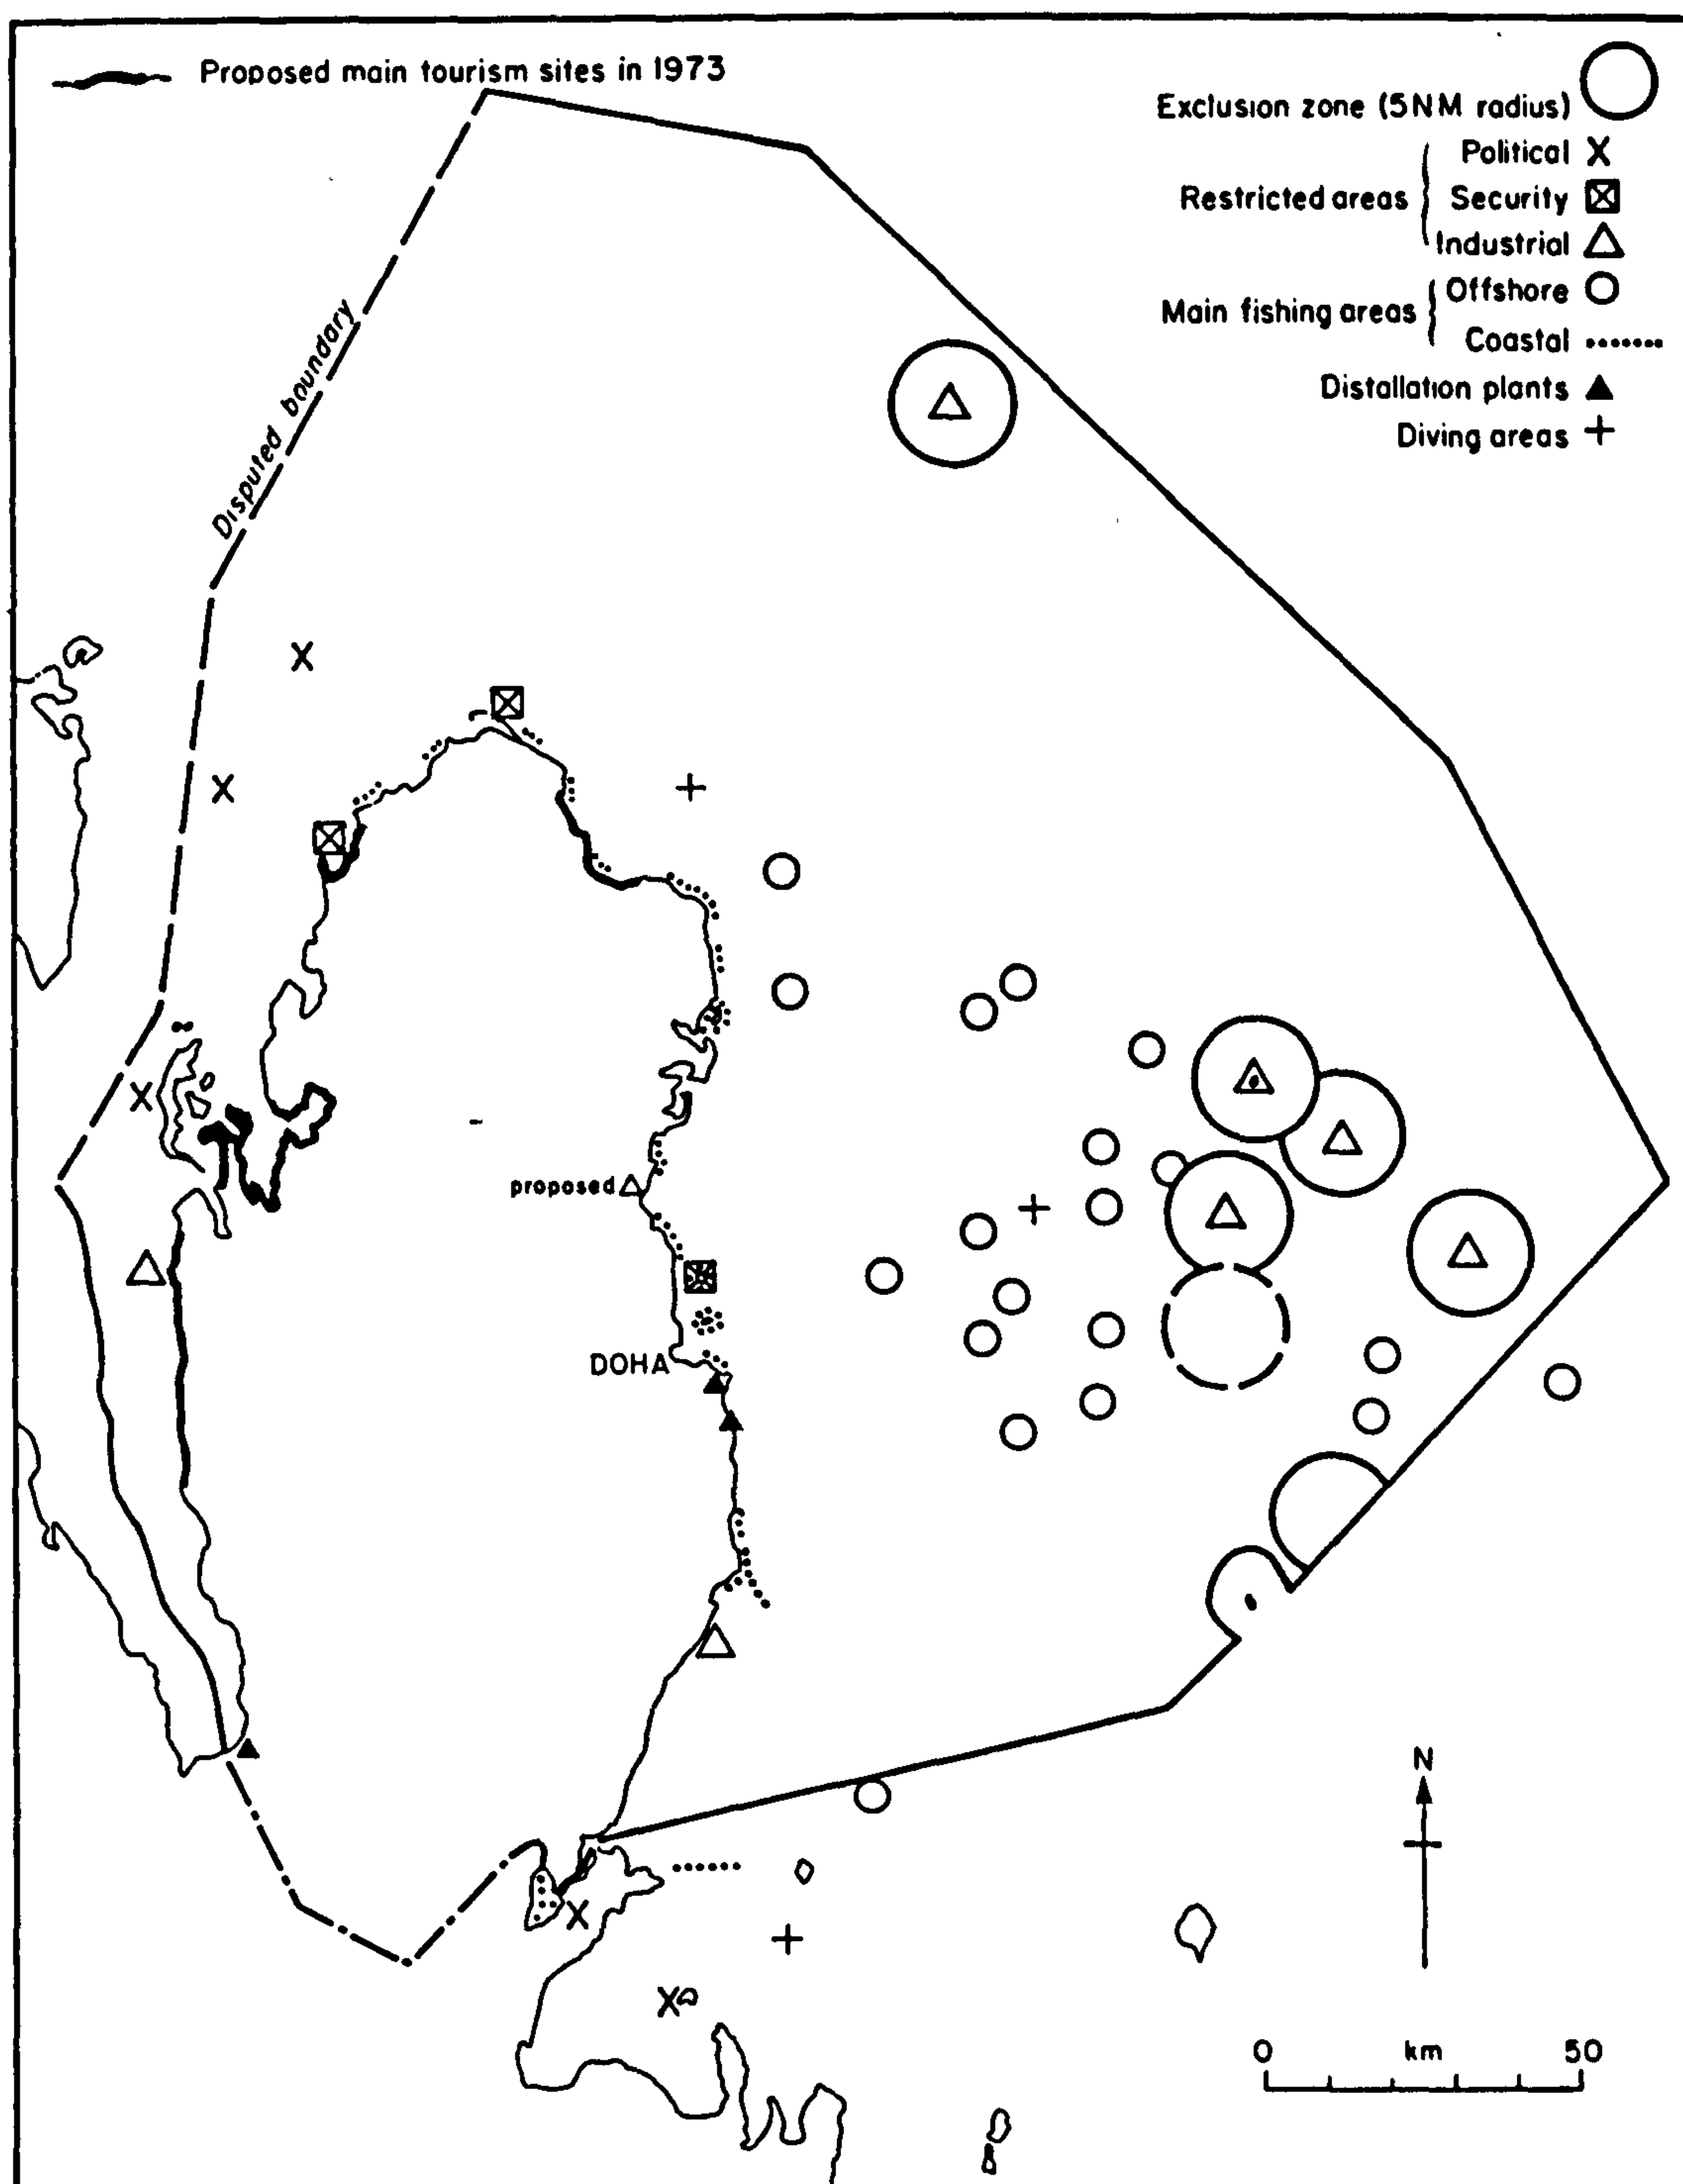 Proposed main tourism sites in 1973
Exclusion zone (5NM radius)
Restricted areas
Political X
Security
Industrial
Main fishing areas
Offshore
Coastal
Distallation plants
Diving areas
Disputed boundary
proposed
DOHA
N
0 km 50